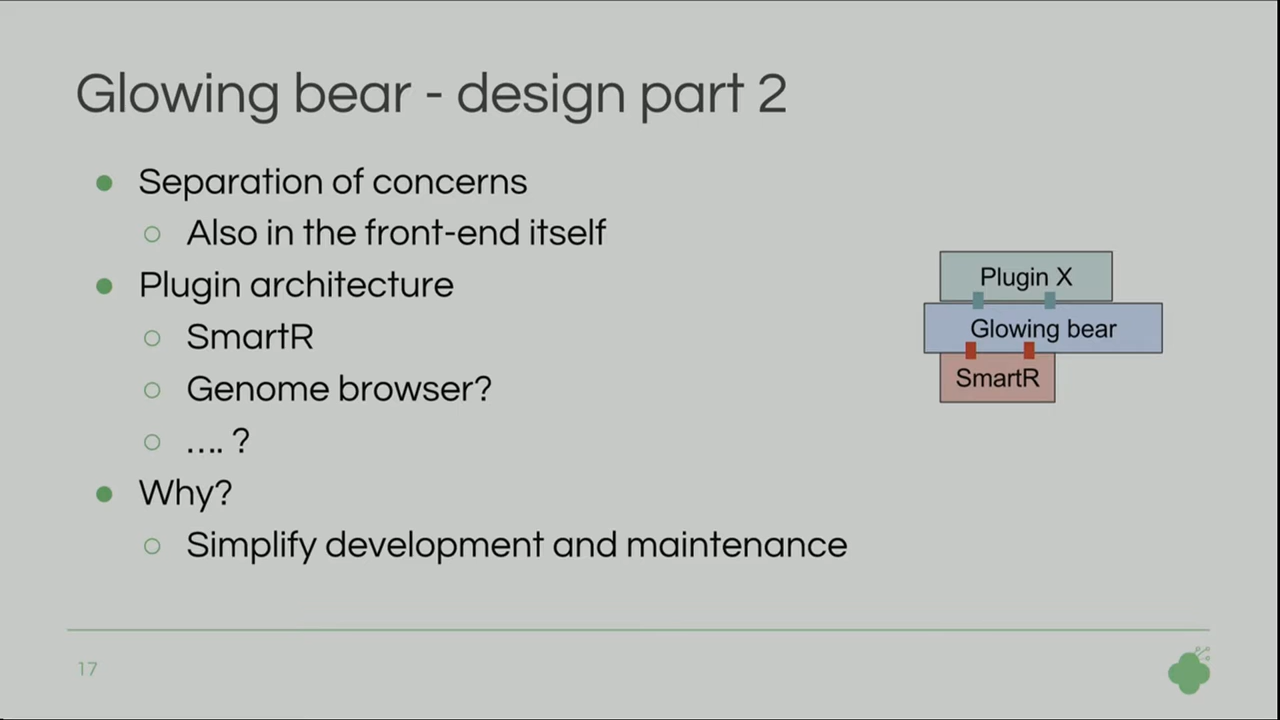 Glowing bear - design part 2
Separation of concerns
Also in the front-end itself
Plugin architecture
SmartR
Genome browser?
.... ?
Why?
Simplify development and maintenance
Plugin X
Glowing bear
SmartR
17